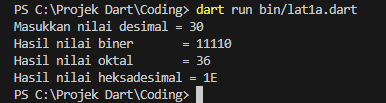 PS C:\Projek Dart\Coding> dart run bin/lat1a.dart
Masukkan nilai desimal = 30
Hasil nilai biner       = 11110
Hasil nilai oktal       = 36
Hasil nilai heksadesimal = 1E
PS C:\Projek Dart\Coding>